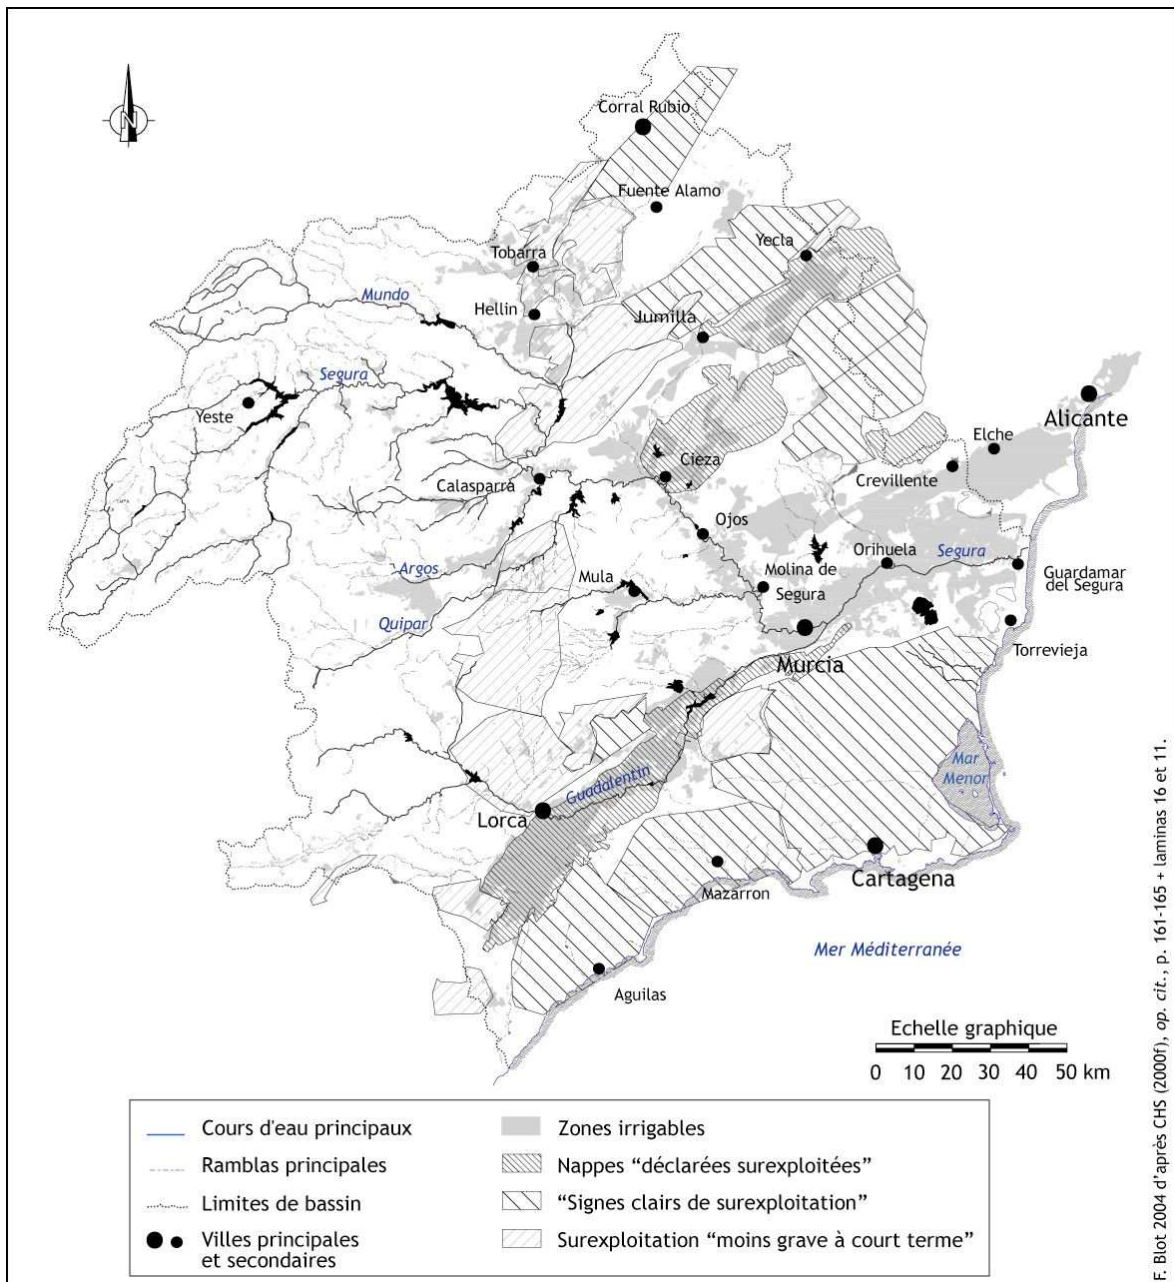 N
Corral Rubio
Fuente Alamo
Yecla
Tobarra
Mundo
Hellin
Jumilla
Segura
Yeste
Alicante
Elche
Cieza
Crevillente
Calasparra
Ojos
Orihuela
Segura
Argos
Mula
Molina de
Segura
Guardamar
del Segura
Quipar
Murcia
Torrevieja
Mar
Menor
Guadalentin
Lorca
Cartagena
Mazarron
Mer Méditerranée
Aguilas
Echelle graphique
0 10 20 30 40 50 km
Cours d'eau principaux
Ramblas principales
Limites de bassin
Villes principales
et secondaires
Zones irrigables
Nappes “déclarées surexploitées”
“Signes clairs de surexploitation”
Surexploitation “moins grave à court terme”
F. Blot 2004 d'après CHS (2000f), op. cit., p. 161-165 + laminas 16 et 11.